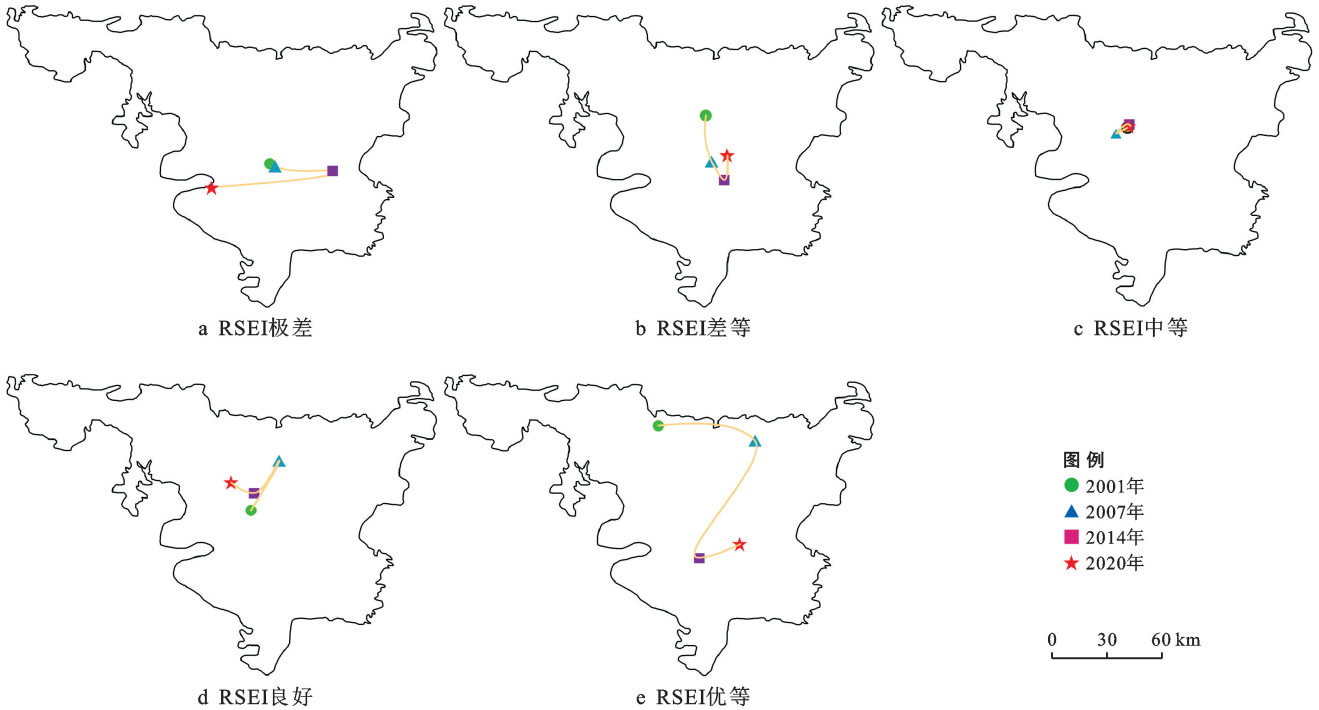 a RSEI极差
b RSEI差等
c RSEI中等
d RSEI良好
e RSEI优等
图例
2001年
2007年
2014年
2020年
0 30 60 km